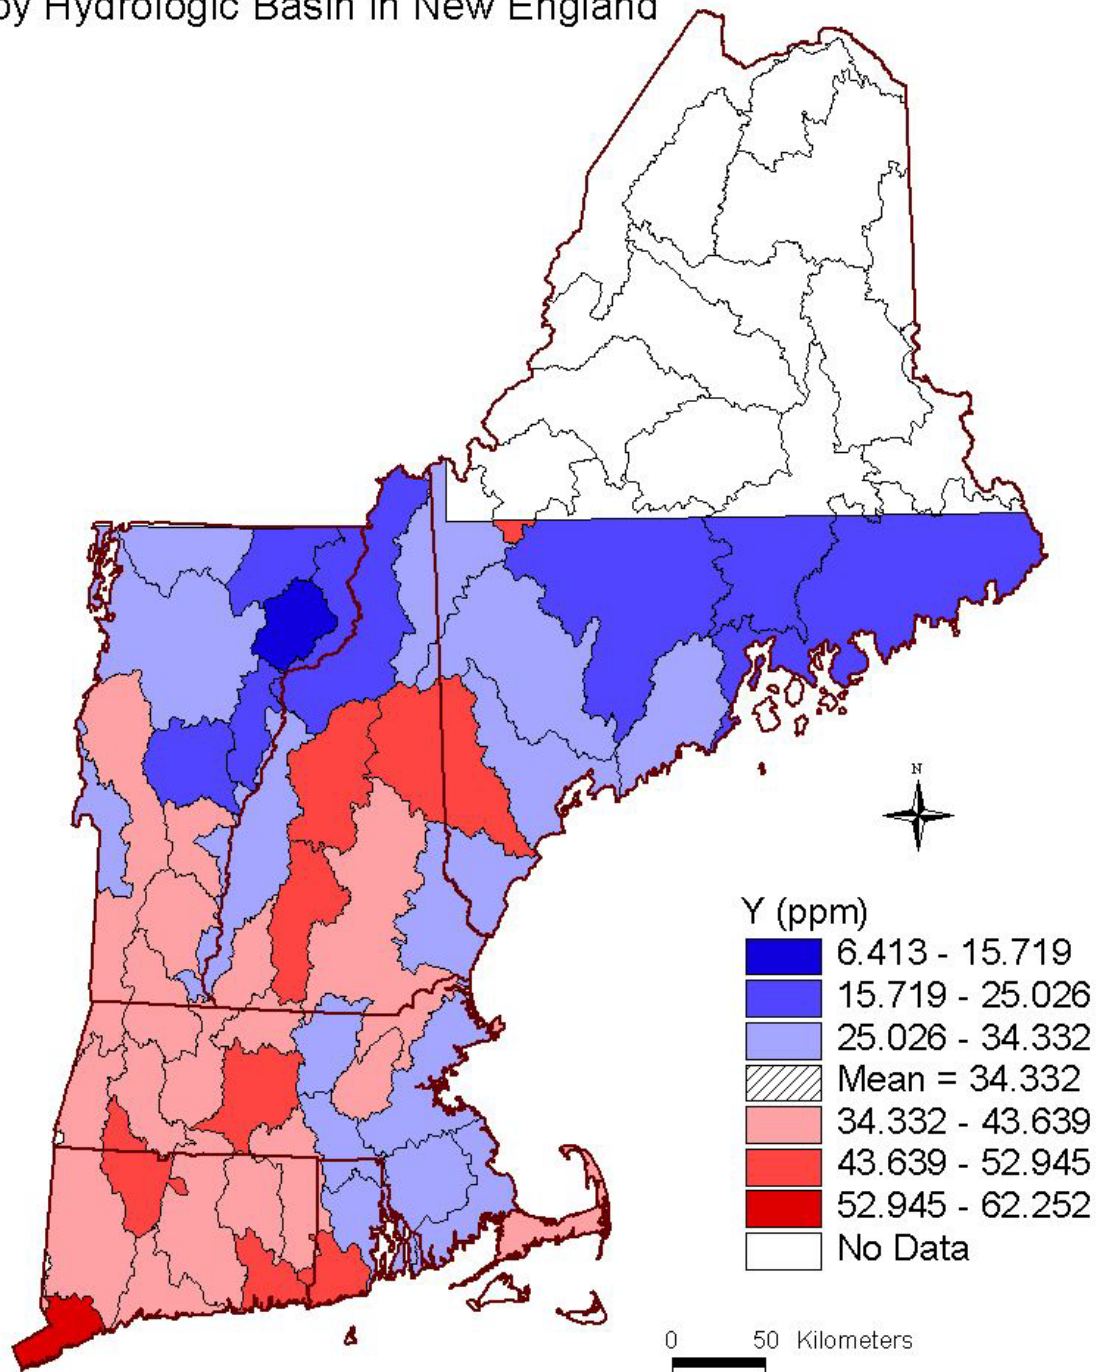 by Hydrologic Basin in New England
N
Y (ppm)
6.413 - 15.719
15.719 - 25.026
25.026 - 34.332
Mean = 34.332
34.332 - 43.639
43.639 - 52.945
52.945 - 62.252
No Data
0 50 Kilometers